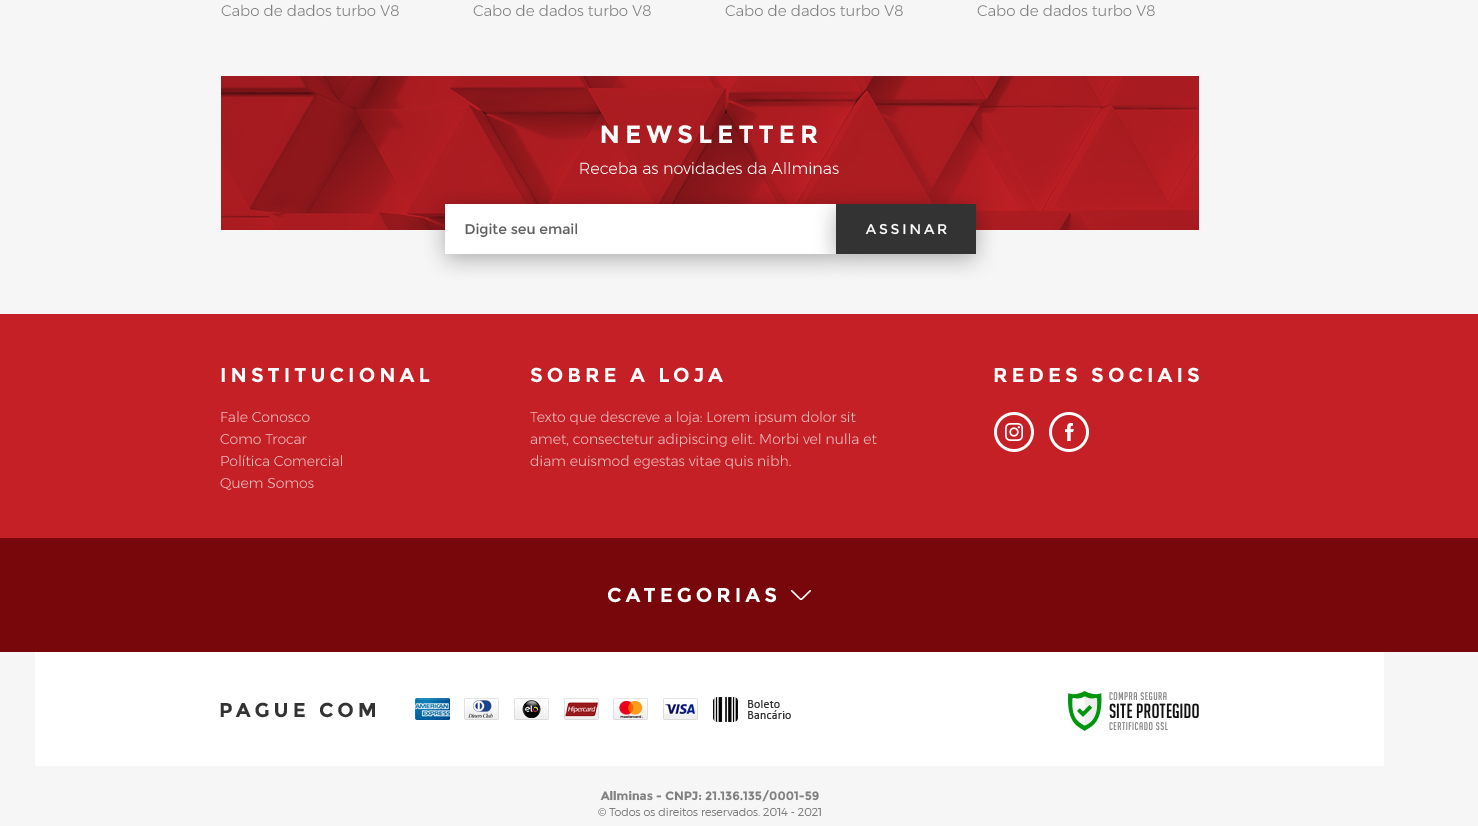 Cabo de dados turbo V8
Cabo de dados turbo V8
Cabo de dados turbo V8
Cabo de dados turbo V8
NEWSLETTER
Receba as novidades da Allminas
Digite seu email
ASSINAR
INSTITUCIONAL
Fale Conosco
Como Trocar
Política Comercial
Quem Somos
SOBRE A LOJA
Texto que descreve a loja: Lorem ipsum dolor sit
amet, consectetur adipiscing elit. Morbi vel nulla et
diam euismod egestas vitae quis nibh.
REDES SOCIAIS
CATEGORIAS
PAGUE COM
AMERICAN
EXPRESS
Diners Club
elo
Hipercard
mastercard
VISA
Boleto
Bancário
COMPRA SEGURA
SITE PROTEGIDO
CERTIFICADO SSL
Allminas - CNPJ: 21.136.135/0001-59
© Todos os direitos reservados. 2014 - 2021